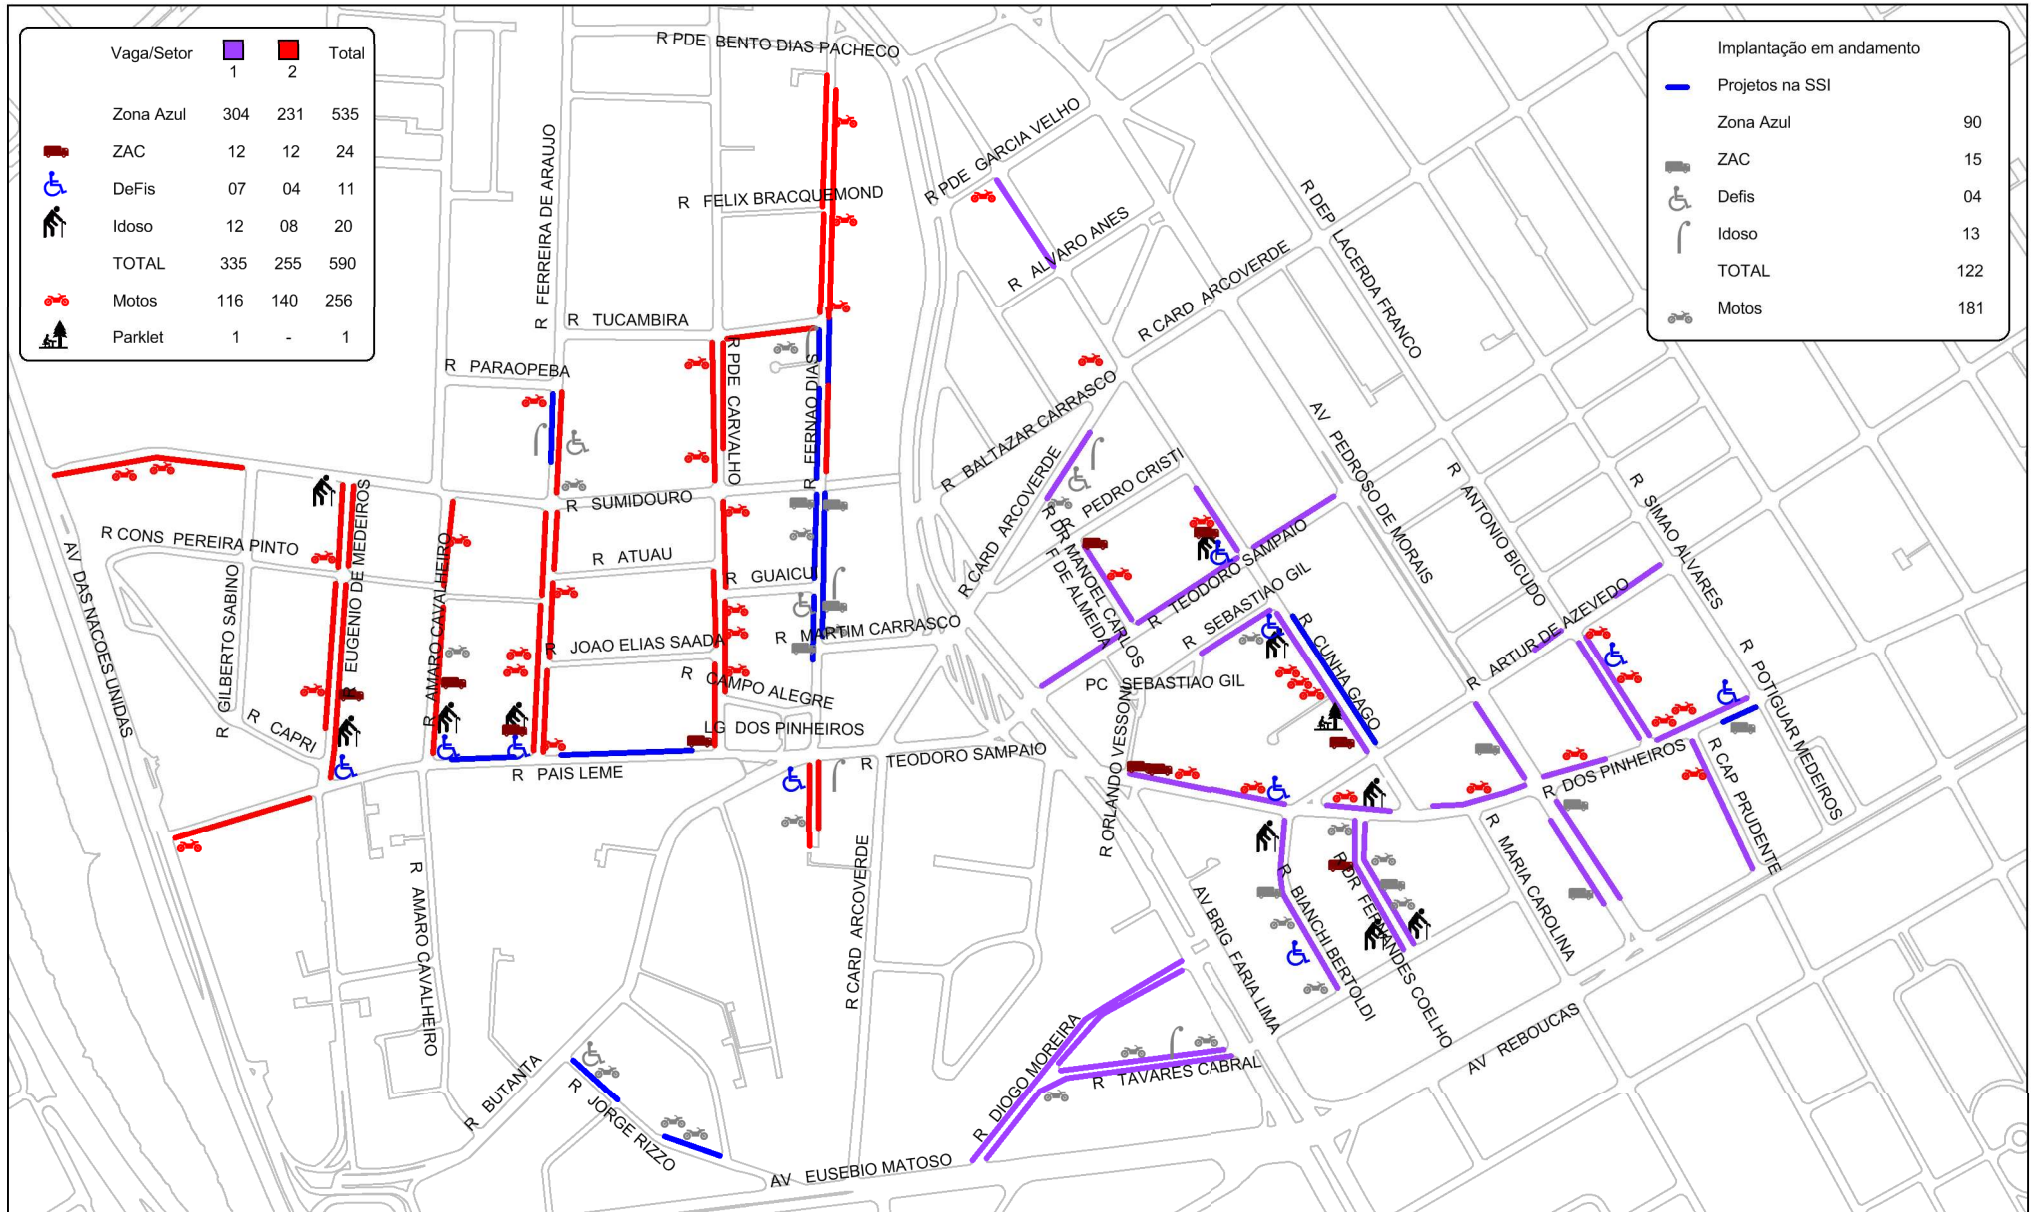 Vaga/Setor 1 2 Total
Zona Azul 304 231 535
ZAC 12 12 24
DeFis 07 04 11
Idoso 12 08 20
TOTAL 335 255 590
Motos 116 140 256
Parklet 1 - 1
Implantação em andamento
Projetos na SSI
Zona Azul 90
ZAC 15
Defis 04
Idoso 13
TOTAL 122
Motos 181
R PDE BENTO DIAS PACHECO
R FERREIRA DE ARAUJO
R FELIX BRACQUEMOND
R PDE GARCIA VELHO
R ALVARO ANES
R CARD ARCOVERDE
R DEP LACERDA FRANCO
R TUCAMBIRA
R PARAOPEBA
R PDE CARVALHO
R FERNAO DIAS
R BALTAZAR CARRASCO
AV PEDROSO DE MORAIS
R ANTONIO BICUDO
R SIMAO ALVARES
R SUMIDOURO
R CARD ARCOVERDE
R PEDRO CRISTI
R DR MANOEL CARLOS
F DE ALMEIDA
R CONS PEREIRA PINTO
R EUGENIO DE MEDEIROS
R AMARO CAVALHEIRO
R ATUAU
R GUAICUI
R TEODORO SAMPAIO
R SEBASTIAO GIL
AV DAS NACOES UNIDAS
R GILBERTO SABINO
R JOAO ELIAS SAADA
R MARTIM CARRASCO
R CUNHA GAGO
R ARTUR DE AZEVEDO
R POTIGUAR MEDEIROS
R CAMPO ALEGRE
PC SEBASTIAO GIL
R CAPRI
LG DOS PINHEIROS
R TEODORO SAMPAIO
R PAIS LEME
R ORLANDO VESSONI
R DOS PINHEIROS
R CAP PRUDENTE
R AMARO CAVALHEIRO
R CARD ARCOVERDE
AV BRIG FARIA LIMA
R BIANCHI BERTOLDI
R DR FERNANDES COELHO
R MARIA CAROLINA
AV REBOUCAS
R BUTANTA
R JORGE RIZZO
R DIOGO MOREIRA
R TAVARES CABRAL
AV EUSEBIO MATOSO